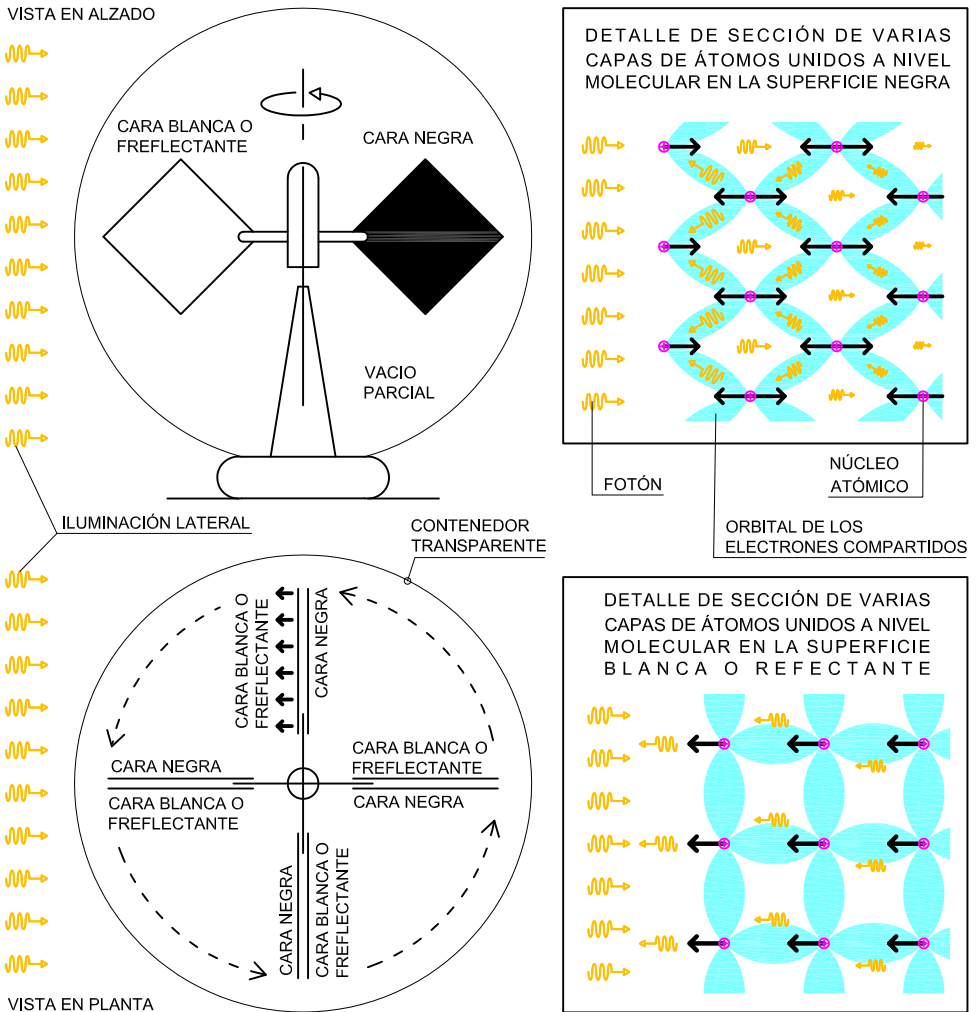 VISTA EN ALZADO
CARA BLANCA O
FREFLECTANTE
CARA NEGRA
VACIO
PARCIAL
ILUMINACIÓN LATERAL
CONTENEDOR
TRANSPARENTE
CARA BLANCA O
FREFLECTANTE
CARA NEGRA
CARA NEGRA
CARA BLANCA O
FREFLECTANTE
CARA BLANCA O
FREFLECTANTE
CARA NEGRA
CARA NEGRA
CARA BLANCA O
FREFLECTANTE
VISTA EN PLANTA
DETALLE DE SECCIÓN DE VARIAS
CAPAS DE ÁTOMOS UNIDOS A NIVEL
MOLECULAR EN LA SUPERFICIE NEGRA
FOTÓN
NÚCLEO
ATÓMICO
ORBITAL DE LOS
ELECTRONES COMPARTIDOS
DETALLE DE SECCIÓN DE VARIAS
CAPAS DE ÁTOMOS UNIDOS A NIVEL
MOLECULAR EN LA SUPERFICIE
BLANCA O REFECTANTE